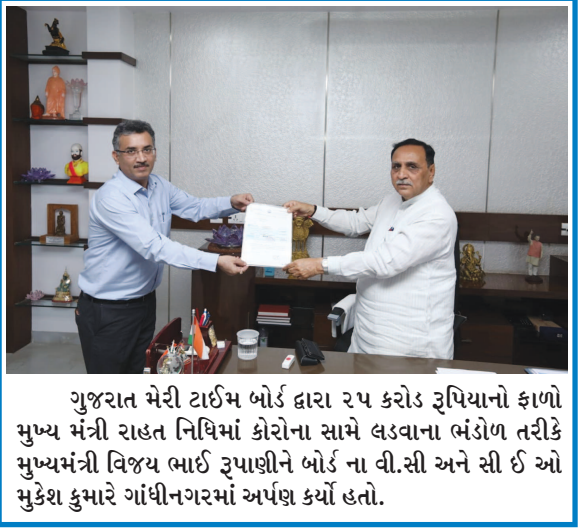 ગુજરાત મેરી ટાઈમ બોર્ડ દ્વારા ૨૫ કરોડ રૂપિયાનો ફાળો
મુખ્ય મંત્રી રાહત નિધિમાં કોરોના સામે લડવાના ભંડોળ તરીકે
મુખ્યમંત્રી વિજય ભાઈ રૂપાણીને બોર્ડ ના વી.સી અને સી ઈ ઓ
મુકેશ કુમારે ગાંધીનગરમાં અર્પણ કર્યો હતો.